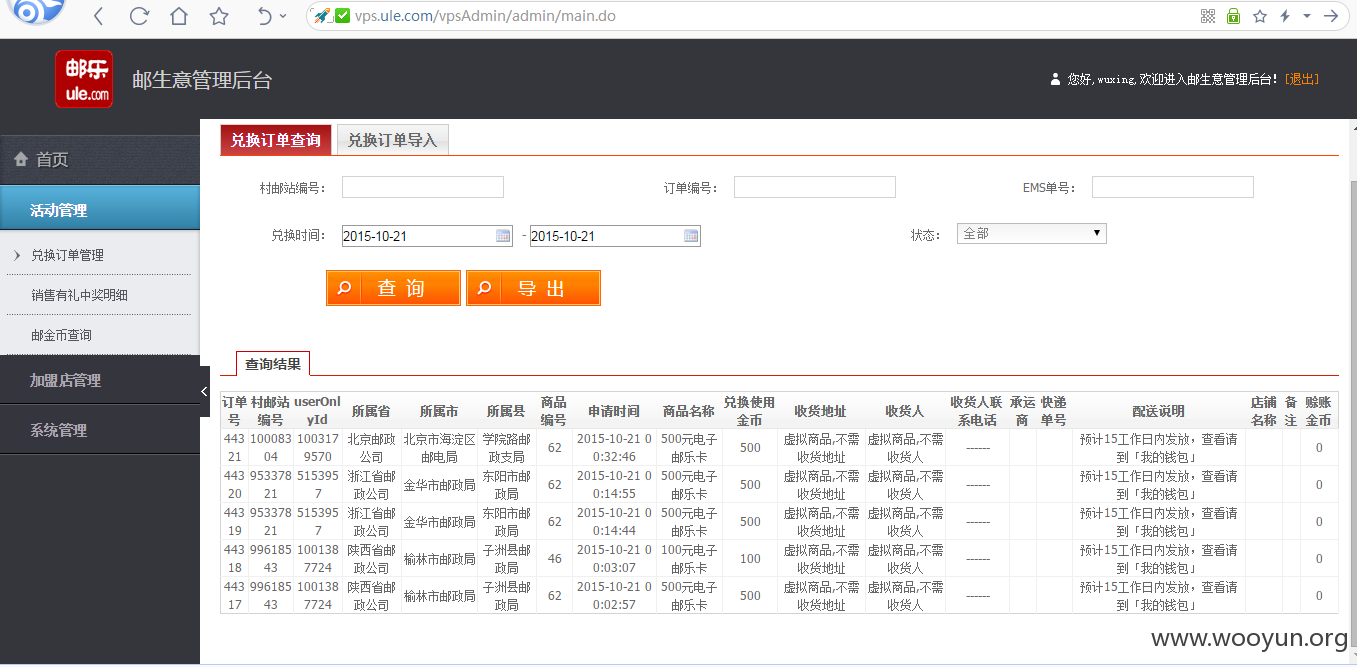 vps.ule.com/vpsAdmin/admin/main.do
邮乐
ule.com
邮生意管理后台
您好, wuxing, 欢迎进入邮生意管理后台! [退出]
首页
活动管理
兑换订单管理
销售有礼中奖明细
邮金币查询
加盟店管理
系统管理
兑换订单查询 兑换订单导入
村邮站编号: 订单编号: EMS单号:
兑换时间: 2015-10-21 - 2015-10-21 状态: 全部
查 询 导 出
查询结果
订单号 村邮站编号 userOnlyId 所属省 所属市 所属县 商品编号 申请时间 商品名称 兑换使用金币 收货地址 收货人 收货人联系电话 承运商 快递单号 配送说明 店铺名称 备注 赊账金币
44321 10008304 1003179570 北京邮政公司 北京市海淀区邮电局 学院路邮政支局 62 2015-10-21 00:32:46 500元电子邮乐卡 500 虚拟商品,不需收货地址 虚拟商品,不需收货人 ------ 预计15工作日内发放，查看请到「我的钱包」 0
44320 95337821 5153957 浙江省邮政公司 金华市邮政局 东阳市邮政局 62 2015-10-21 00:14:55 500元电子邮乐卡 500 虚拟商品,不需收货地址 虚拟商品,不需收货人 ------ 预计15工作日内发放，查看请到「我的钱包」 0
44319 95337821 5153957 浙江省邮政公司 金华市邮政局 东阳市邮政局 62 2015-10-21 00:14:44 500元电子邮乐卡 500 虚拟商品,不需收货地址 虚拟商品,不需收货人 ------ 预计15工作日内发放，查看请到「我的钱包」 0
44318 99618543 1001387724 陕西省邮政公司 榆林市邮政局 子洲县邮政局 46 2015-10-21 00:03:07 100元电子邮乐卡 100 虚拟商品,不需收货地址 虚拟商品,不需收货人 ------ 预计15工作日内发放，查看请到「我的钱包」 0
44317 99618543 1001387724 陕西省邮政公司 榆林市邮政局 子洲县邮政局 62 2015-10-21 00:02:57 500元电子邮乐卡 500 虚拟商品,不需收货地址 虚拟商品,不需收货人 ------ 预计15工作日内发放，查看请到「我的钱包」 0
www.wooyun.org